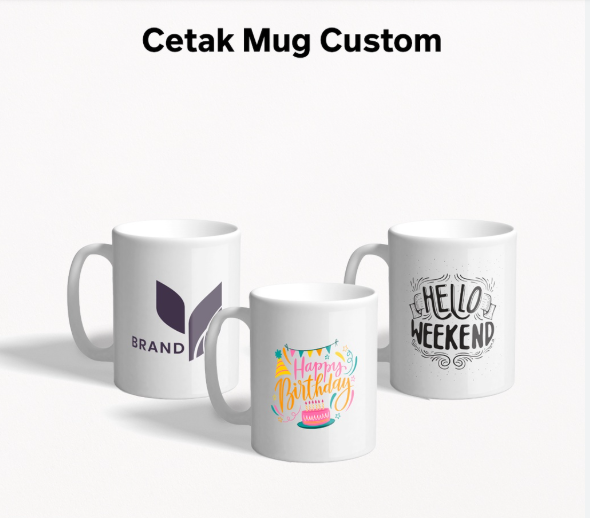 Cetak Mug Custom
BRAND
Happy
Birthday
HELLO
WEEKEND